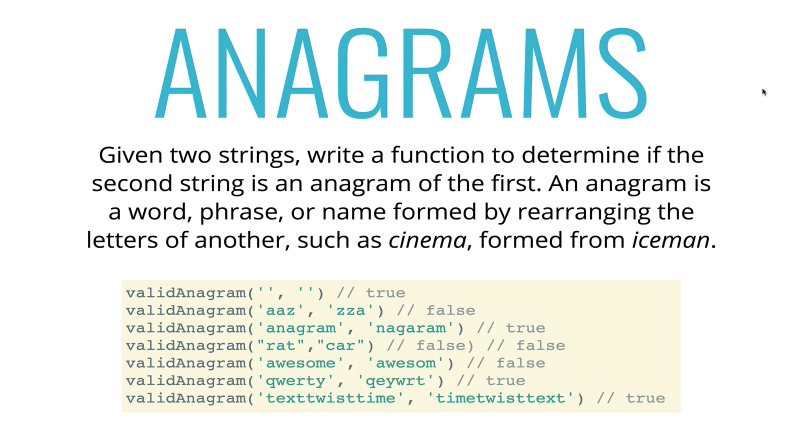 ANAGRAMS
Given two strings, write a function to determine if the
second string is an anagram of the first. An anagram is
a word, phrase, or name formed by rearranging the
letters of another, such as cinema, formed from iceman.
validAnagram('', '') // true
validAnagram('aaz', 'zza') // false
validAnagram('anagram', 'nagaram') // true
validAnagram("rat","car") // false) // false
validAnagram('awesome', 'awesom') // false
validAnagram('qwerty', 'qeywrt') // true
validAnagram('texttwisttime', 'timetwisttext') // true